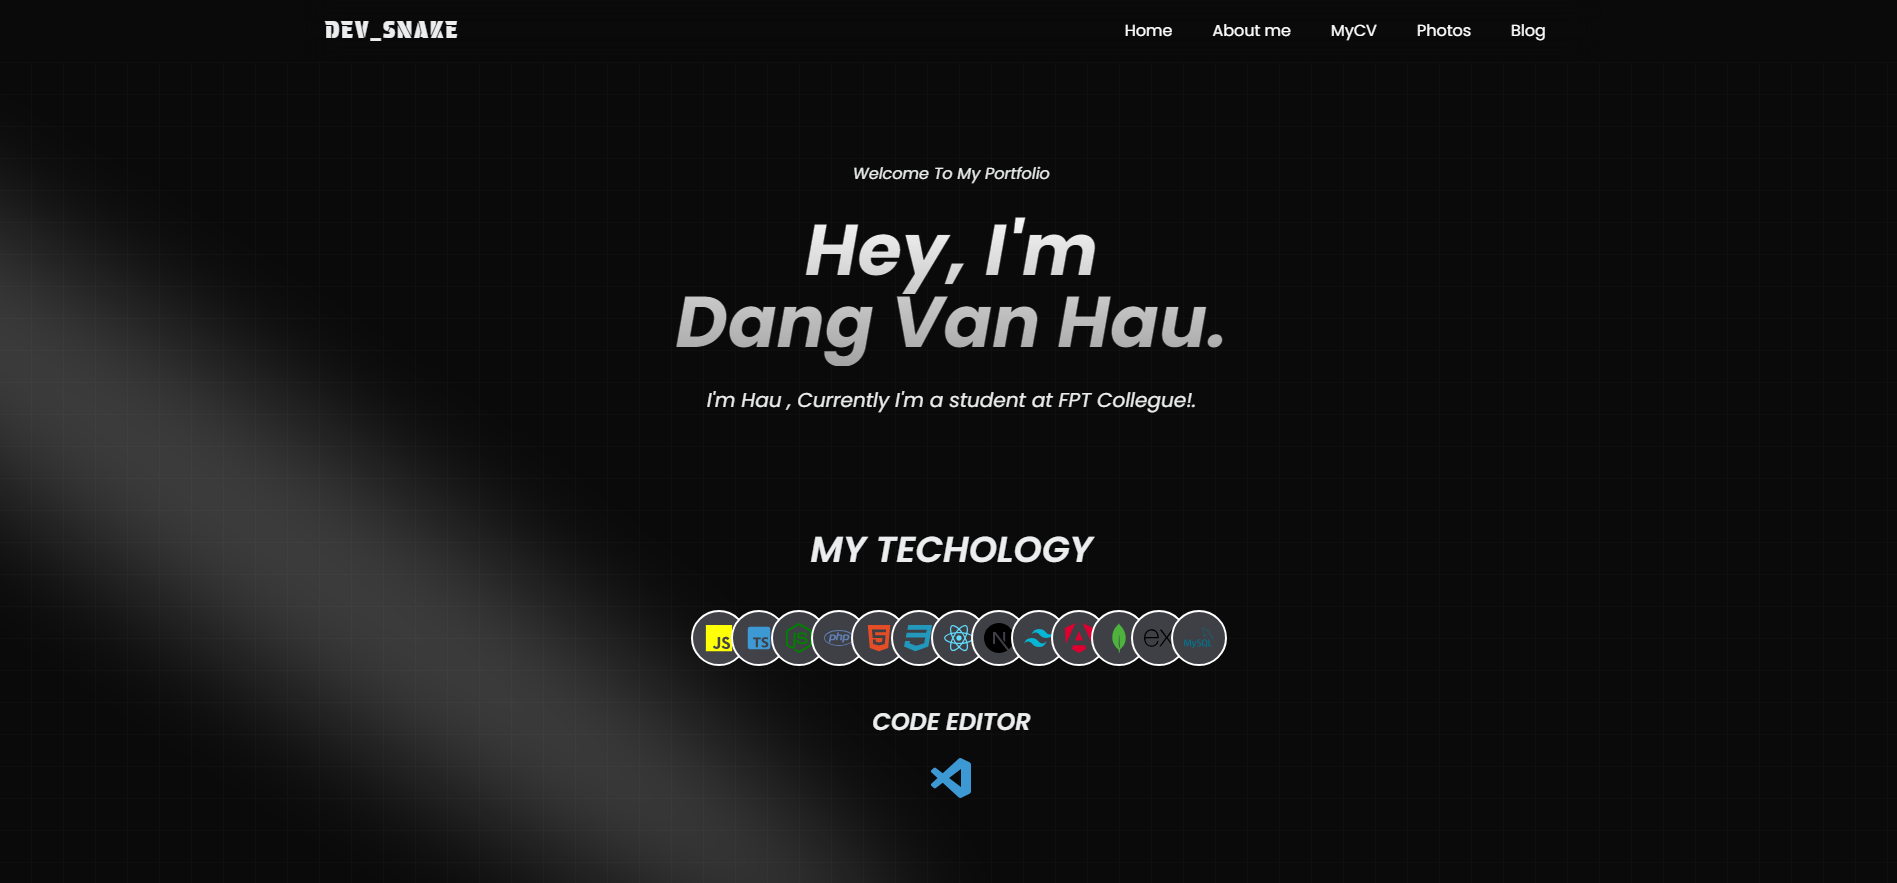 DEV_SNAKE
Home About me MyCV Photos Blog
Welcome To My Portfolio
Hey, I'm
Dang Van Hau.
I'm Hau , Currently I'm a student at FPT Collegue!.
MY TECHOLOGY
JS TS JS php 5 3 N A ex MySQL
CODE EDITOR